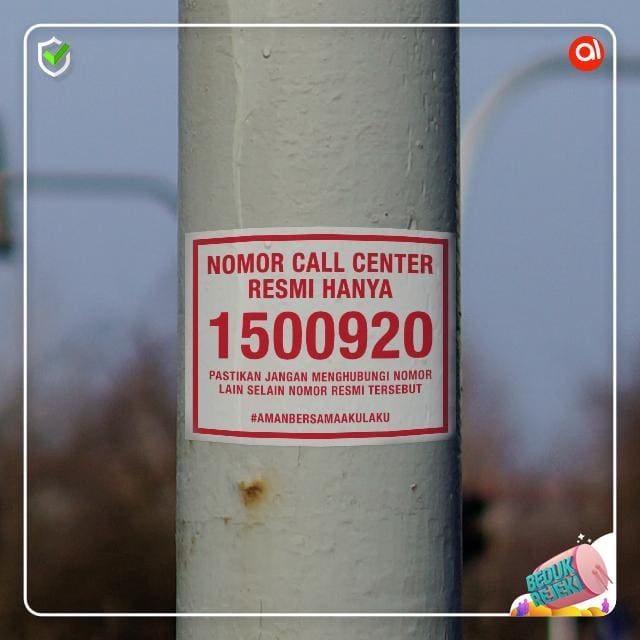 NOMOR CALL CENTER
RESMI HANYA
1500920
PASTIKAN JANGAN MENGHUBUNGI NOMOR
LAIN SELAIN NOMOR RESMI TERSEBUT
#AMANBERSAMAAKULAKU
BEDUK
REJEKI